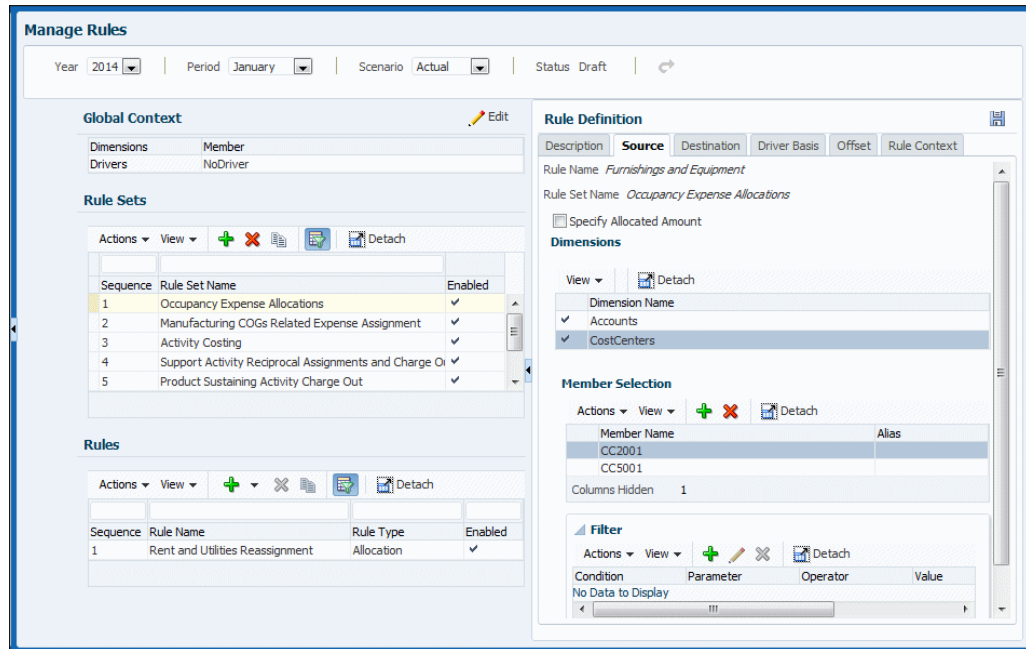 Manage Rules
Year 2014 Period January Scenario Actual Status Draft
Global Context Edit
Dimensions Member
Drivers NoDriver
Rule Sets
Actions View Detach
Sequence Rule Set Name Enabled
1 Occupancy Expense Allocations
2 Manufacturing COGs Related Expense Assignment
3 Activity Costing
4 Support Activity Reciprocal Assignments and Charge O
5 Product Sustaining Activity Charge Out
Rules
Actions View Detach
Sequence Rule Name Rule Type Enabled
1 Rent and Utilities Reassignment Allocation
Rule Definition
Description Source Destination Driver Basis Offset Rule Context
Rule Name Furnishings and Equipment
Rule Set Name Occupancy Expense Allocations
Specify Allocated Amount
Dimensions
View Detach
Dimension Name
Accounts
CostCenters
Member Selection
Actions View Detach
Member Name Alias
CC2001
CC5001
Columns Hidden 1
Filter
Actions View Detach
Condition Parameter Operator Value
No Data to Display